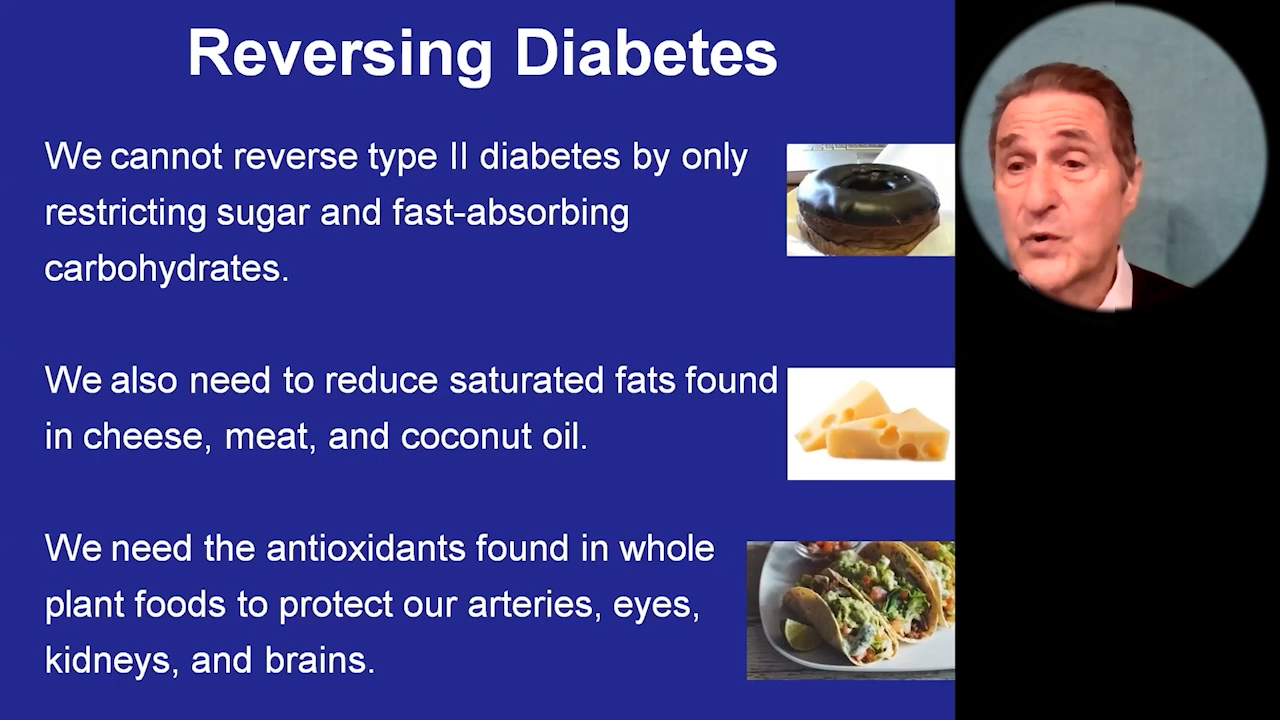 Reversing Diabetes
We cannot reverse type II diabetes by only
restricting sugar and fast-absorbing
carbohydrates.
We also need to reduce saturated fats found
in cheese, meat, and coconut oil.
We need the antioxidants found in whole
plant foods to protect our arteries, eyes,
kidneys, and brains.